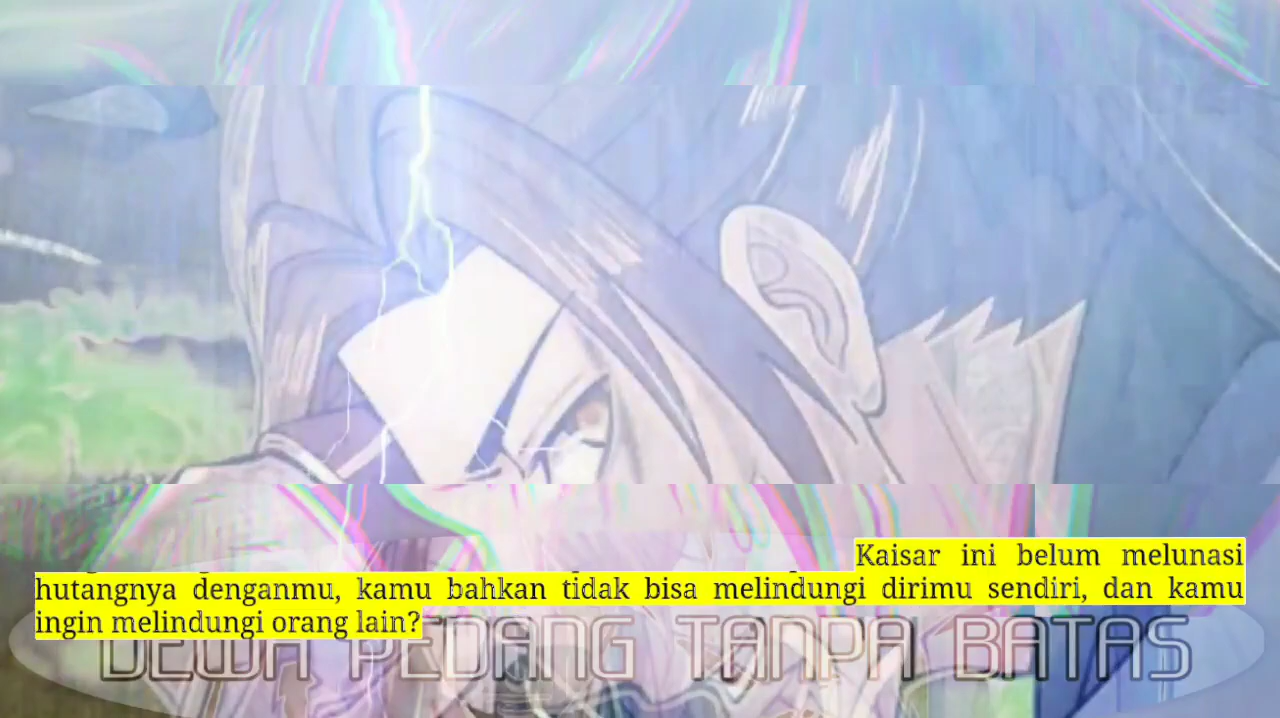 Kaisar ini belum melunasi
hutangnya denganmu, kamu bahkan tidak bisa melindungi dirimu sendiri, dan kamu
ingin melindungi orang lain?
DEWA PEDANG TANPA BATAS